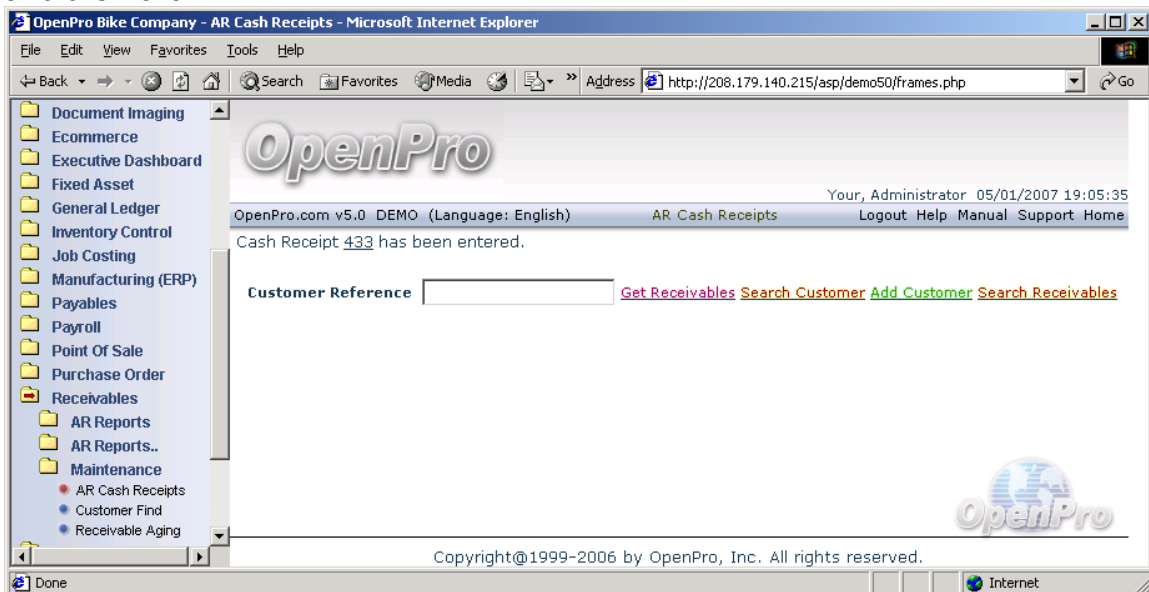 OpenPro Bike Company - AR Cash Receipts - Microsoft Internet Explorer
File Edit View Favorites Tools Help
Back Search Favorites Media » Address http://208.179.140.215/asp/demo50/frames.php Go
Document Imaging
Ecommerce
Executive Dashboard
Fixed Asset
General Ledger
Inventory Control
Job Costing
Manufacturing (ERP)
Payables
Payroll
Point Of Sale
Purchase Order
Receivables
AR Reports
AR Reports..
Maintenance
AR Cash Receipts
Customer Find
Receivable Aging
OpenPro
Your, Administrator 05/01/2007 19:05:35
OpenPro.com v5.0 DEMO (Language: English) AR Cash Receipts Logout Help Manual Support Home
Cash Receipt 433 has been entered.
Customer Reference Get Receivables Search Customer Add Customer Search Receivables
OpenPro
Copyright@1999-2006 by OpenPro, Inc. All rights reserved.
Done Internet